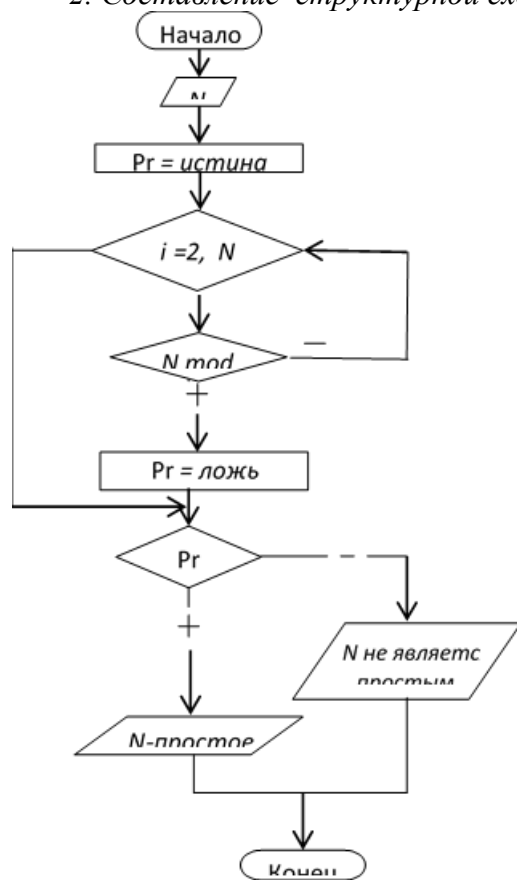 2. Составление структурной сх
Начало
N
Pr = истина
i =2, N
N mod
—
+
Pr = ложь
Pr
–
+
N не являетс
простым
N-простое
Конец